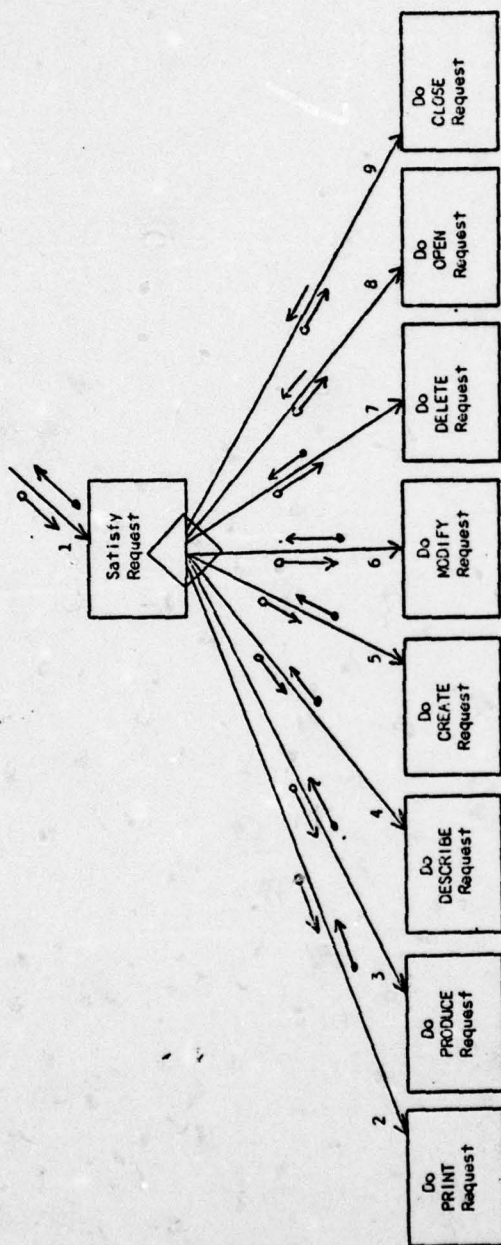 1
Satisfy
Request
2
3
4
5
6
7
8
9
Do
PRINT
Request
Do
PRODUCE
Request
Do
DESCRIBE
Request
Do
CREATE
Request
Do
MODIFY
Request
Do
DELETE
Request
Do
OPEN
Request
Do
CLOSE
Request